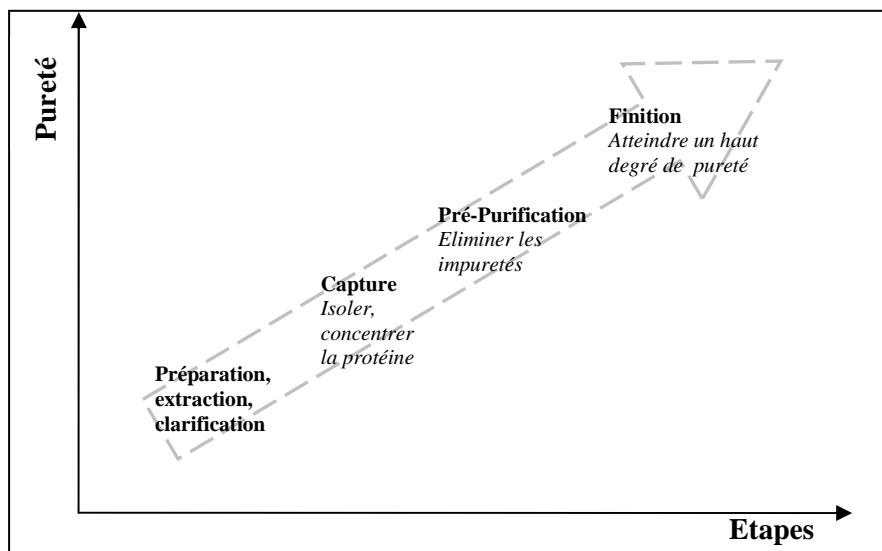 Pureté
Finition
Atteindre un haut
degré de pureté
Pré-Purification
Eliminer les
impuretés
Capture
Isoler,
concentrer
la protéine
Préparation,
extraction,
clarification
Etapes